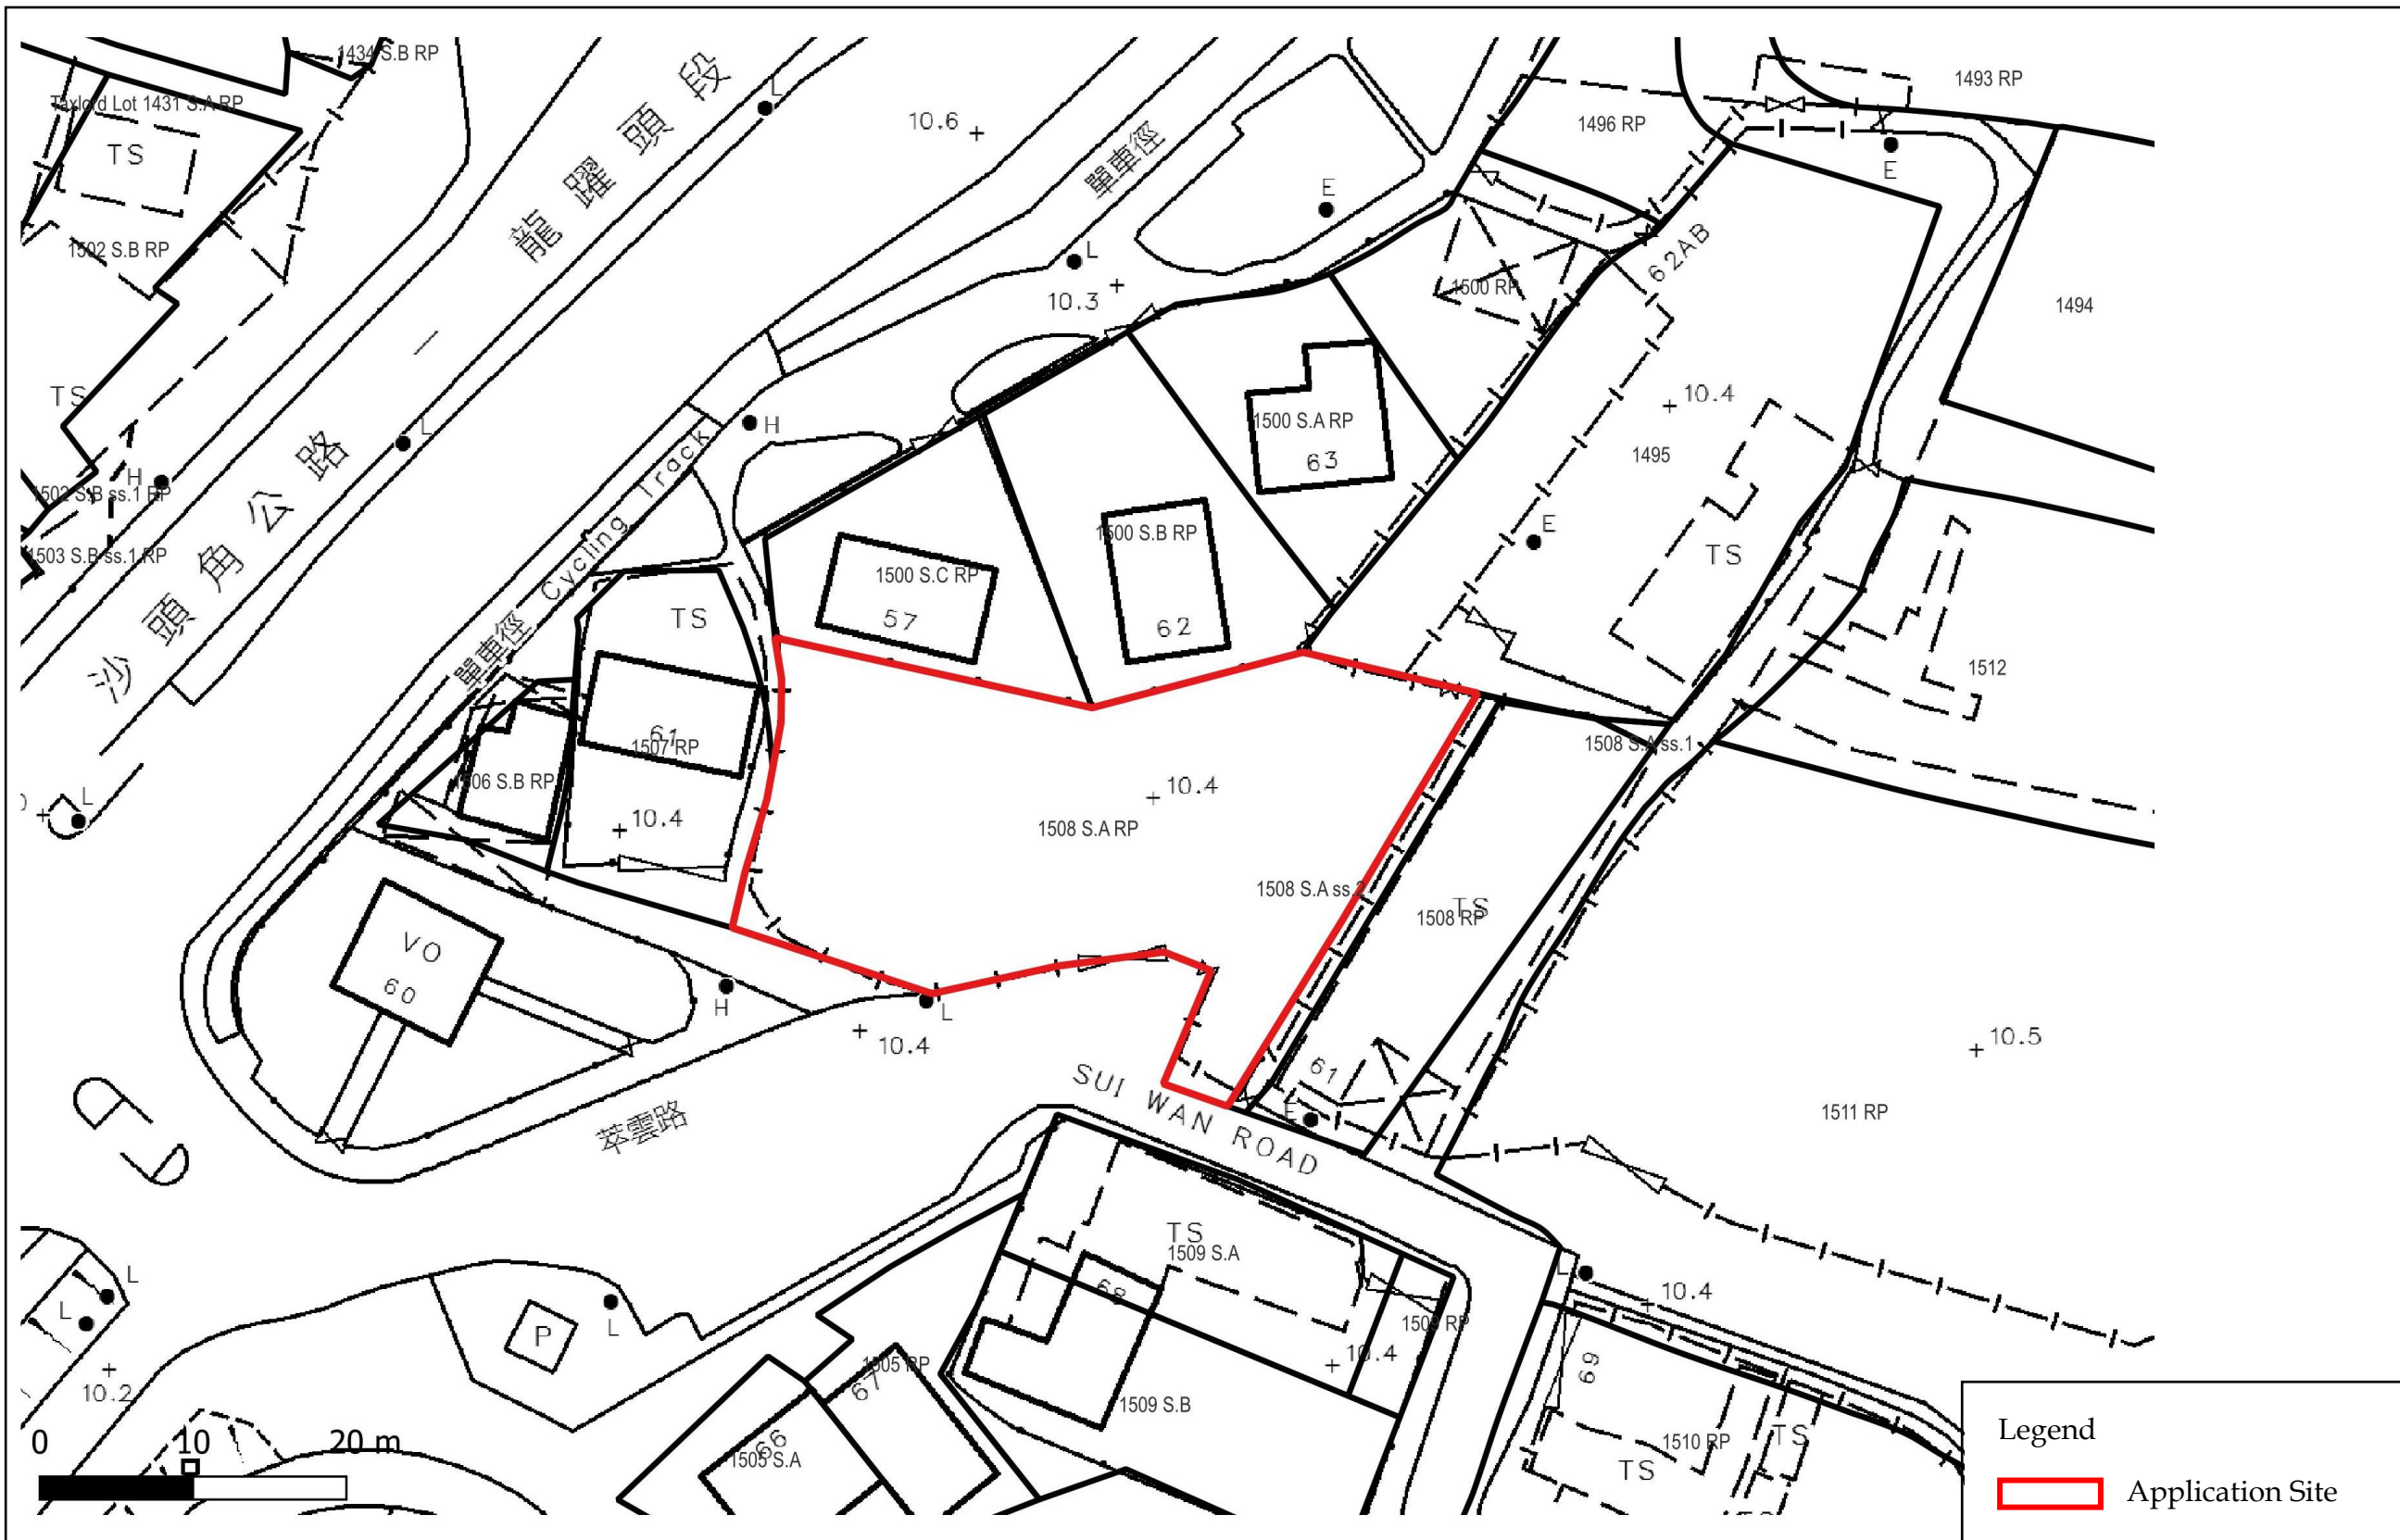 1434 S.B RP
Taxlord Lot 1431 S.A RP
TS
1502 S.B RP
TS
H
1502 S.B ss.1 RP
1503 S.B ss.1 RP
沙頭角公路 — 龍躍頭段
L
L
10.6
單車徑
L
10.3
E
1493 RP
1496 RP
E
62AB
1500 RP
1494
10.4
1495
E
TS
1512
H
單車徑 Cycling Track
1500 S.A RP
63
1500 S.B RP
62
1500 S.C RP
57
TS
61
1507 RP
1506 S.B RP
10.4
10.4
1508 S.A RP
1508 S.A ss.1
1508 S.A ss.2
TS
1508 RP
L
VO
60
H
L
10.4
10.5
1511 RP
SUI WAN ROAD
萃雲路
61
E
TS
1509 S.A
68
1509 RP
10.4
1509 S.B
L
10.4
69
1510 RP
TS
TS
L
L
P
L
10.2
1505 RP
67
66
1505 S.A
0 10 20 m
Legend
Application Site